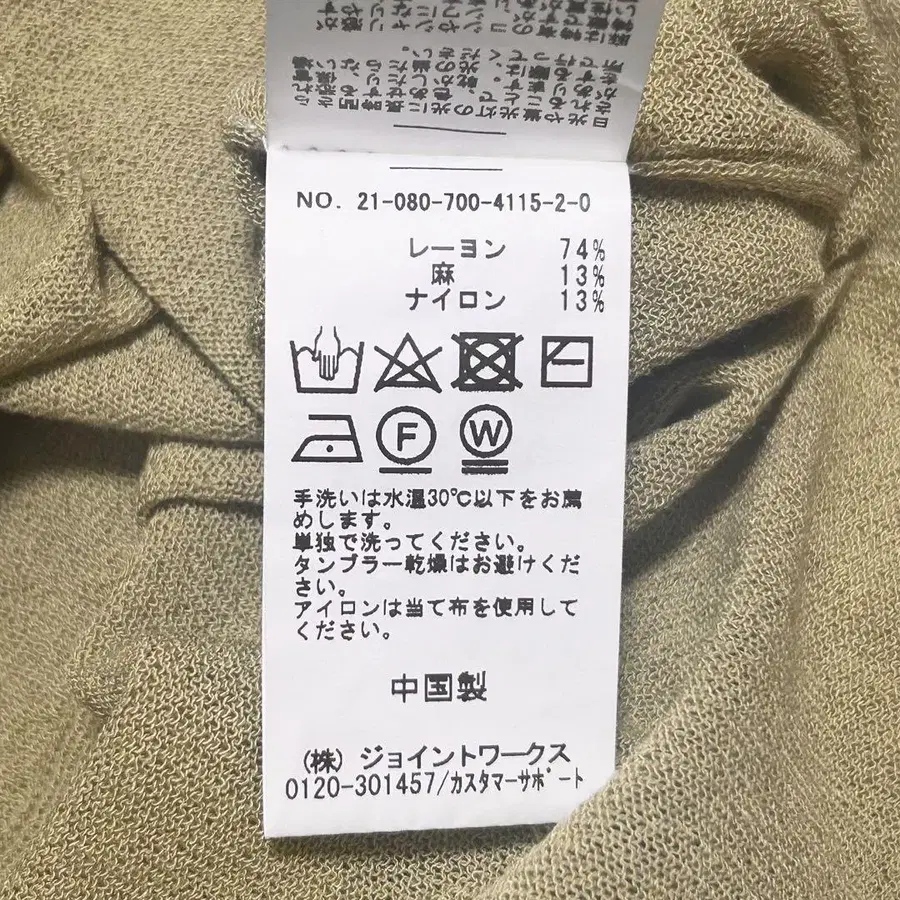 NO. 21-080-700-4115-2-0
レーヨン 74%
麻 13%
ナイロン 13%
F
W
手洗いは水温30℃以下をお薦
めします。
単独で洗ってください。
タンブラー乾燥はお避けくだ
さい。
アイロンは当て布を使用して
ください。
中国製
(株) ジョイントワークス
0120-301457/カスタマーサポート